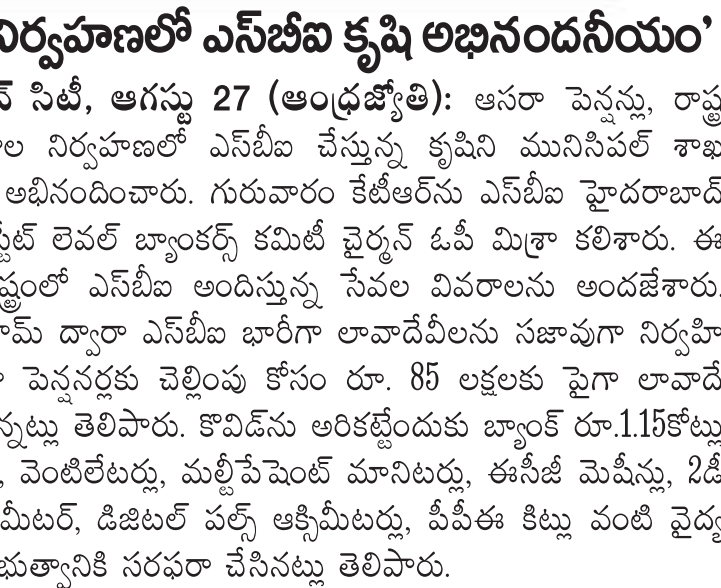 నిర్వహణలో ఎస్‌బీఐ కృషి అభినందనీయం’
న్ సిటీ, ఆగస్టు 27 (ఆంధ్రజ్యోతి): ఆసరా పెన్షన్లు, రాష్ట్ర
ల నిర్వహణలో ఎస్‌బీఐ చేస్తున్న కృషిని మునిసిపల్ శాఖ
అభినందించారు. గురువారం కేటీఆర్‌ను ఎస్‌బీఐ హైదరాబాద్
స్టేట్ లెవల్ బ్యాంకర్స్ కమిటీ చైర్మన్ ఓపీ మిశ్రా కలిశారు. ఈ
ష్ట్రంలో ఎస్‌బీఐ అందిస్తున్న సేవల వివరాలను అందజేశారు.
ామ్ ద్వారా ఎస్‌బీఐ భారీగా లావాదేవీలను సజావుగా నిర్వహి
పెన్షనర్లకు చెల్లింపు కోసం రూ. 85 లక్షలకు పైగా లావాదే
న్నట్లు తెలిపారు. కొవిడ్‌ను అరికట్టేందుకు బ్యాంక్ రూ.1.15కోట్లు
, వెంటిలేటర్లు, మల్టీపేషెంట్ మానిటర్లు, ఈసీజీ మెషీన్లు, 2డీ
మీటర్, డిజిటల్ పల్స్ ఆక్సిమీటర్లు, పీపీఈ కిట్లు వంటి వైద్య
భుత్వానికి సరఫరా చేసినట్లు తెలిపారు.